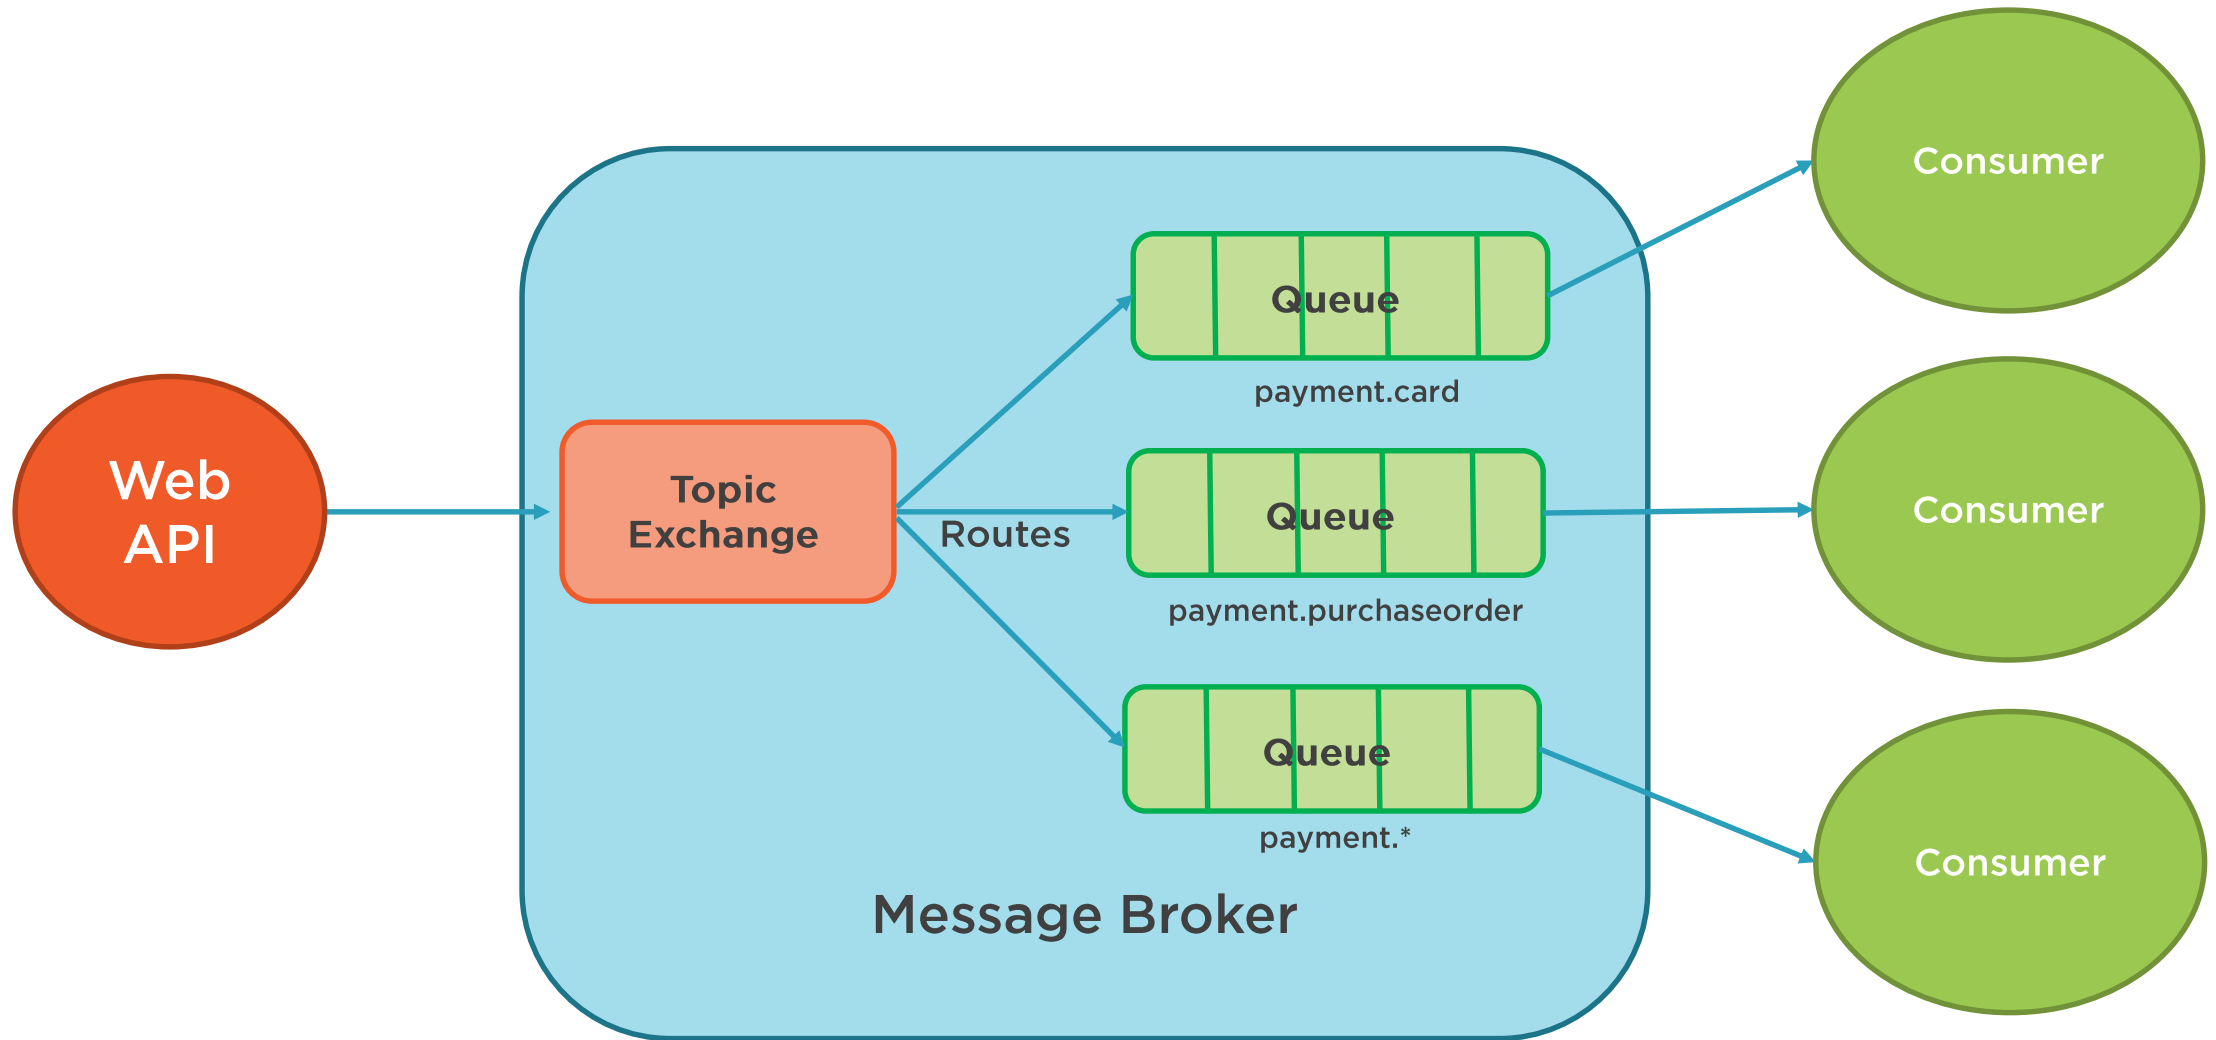 Web
API
Topic
Exchange
Routes
Queue
payment.card
Queue
payment.purchaseorder
Queue
payment.*
Message Broker
Consumer
Consumer
Consumer